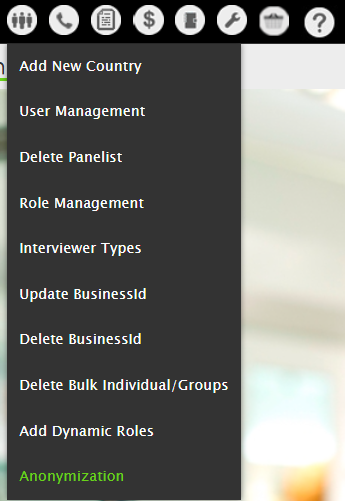 Add New Country
User Management
Delete Panelist
Role Management
Interviewer Types
Update BusinessId
Delete BusinessId
Delete Bulk Individual/Groups
Add Dynamic Roles
Anonymization